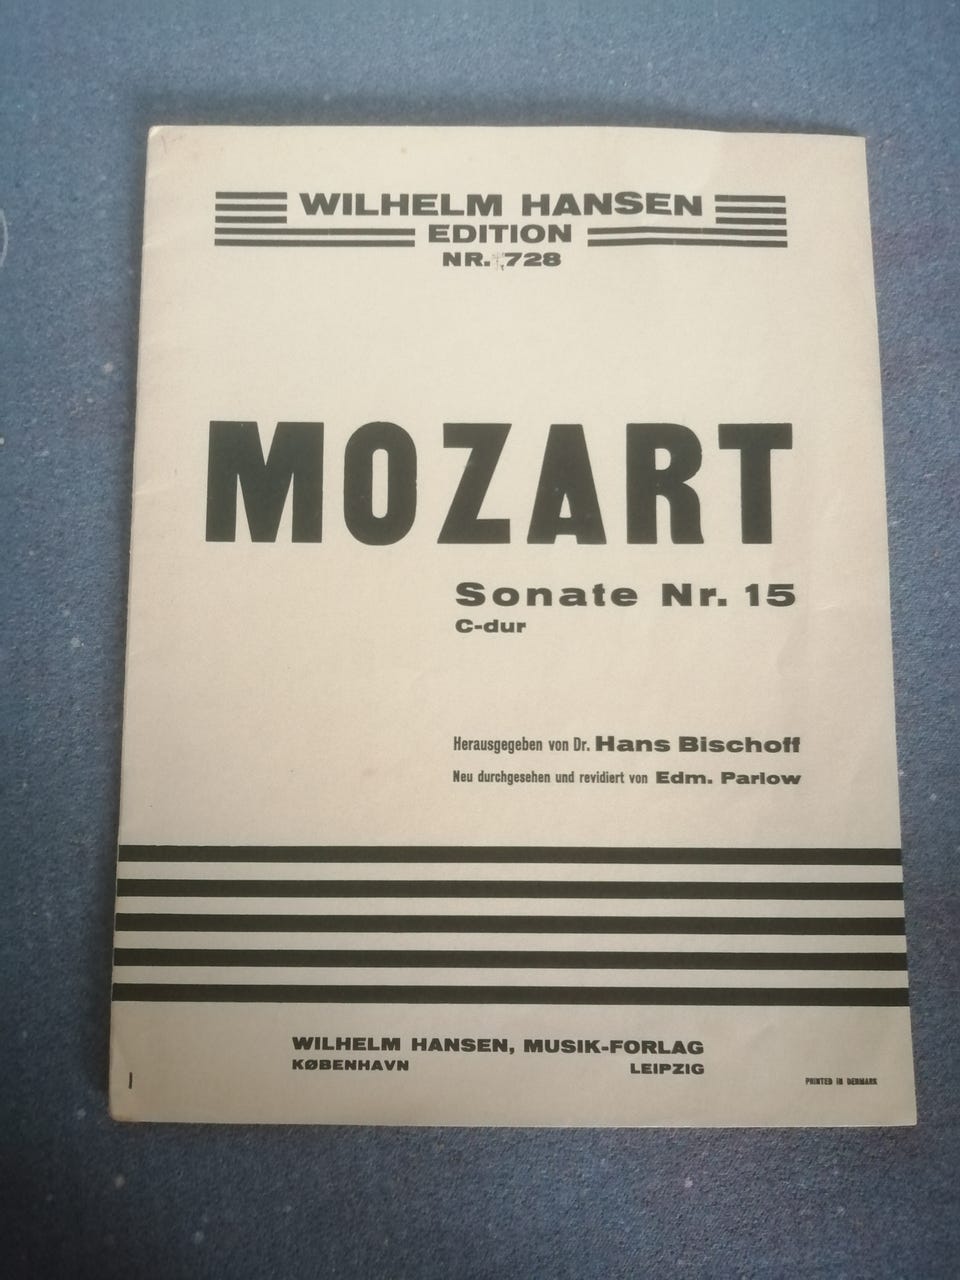 WILHELM HANSEN
EDITION
NR. 728
MOZART
Sonate Nr. 15
C-dur
Herausgegeben von Dr. Hans Bischoff
Neu durchgesehen und revidiert von Edm. Parlow
WILHELM HANSEN, MUSIK-FORLAG
KØBENHAVN LEIPZIG
PRINTED IN DENMARK